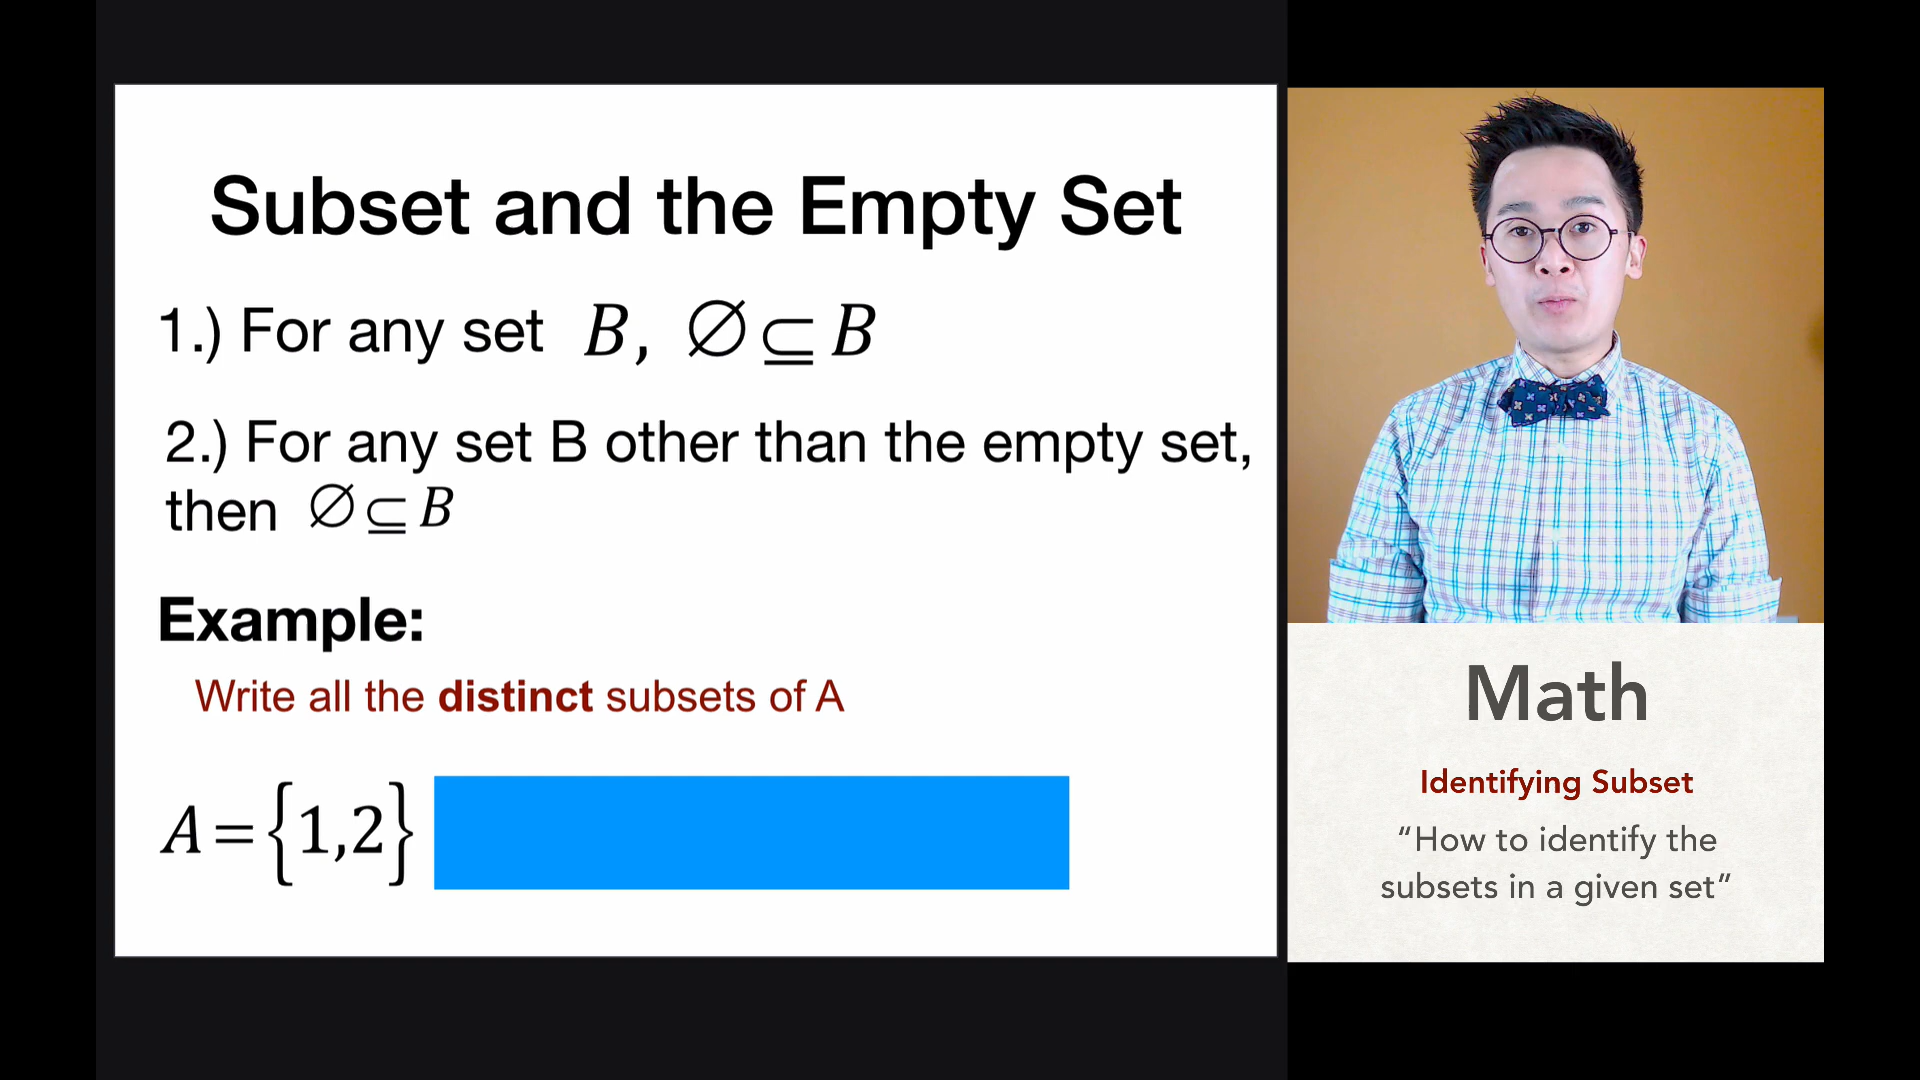 Subset and the Empty Set
1.) For any set B, ∅ ⊆ B
2.) For any set B other than the empty set,
then ∅ ⊆ B
Example:
Write all the distinct subsets of A
A = {1,2}
Math
Identifying Subset
“How to identify the
subsets in a given set”